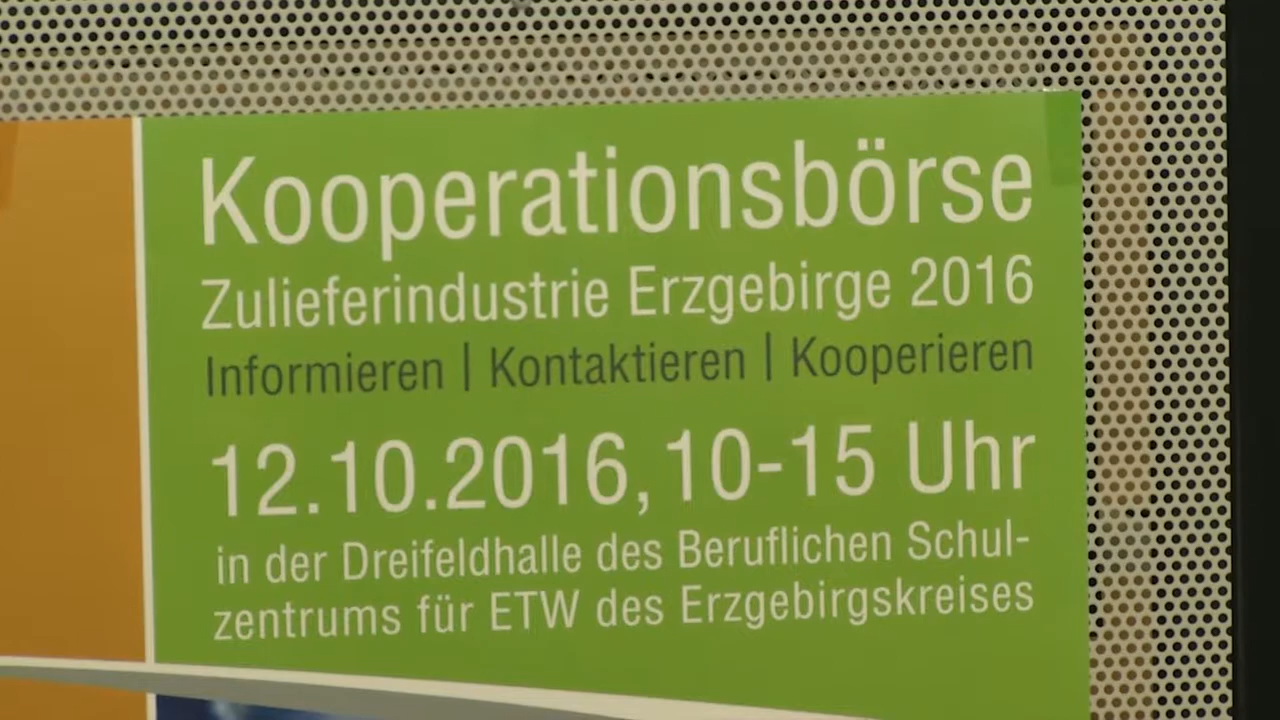 Kooperationsbörse
Zulieferindustrie Erzgebirge 2016
Informieren | Kontaktieren | Kooperieren
12.10.2016, 10-15 Uhr
in der Dreifeldhalle des Beruflichen Schul-
zentrums für ETW des Erzgebirgskreises